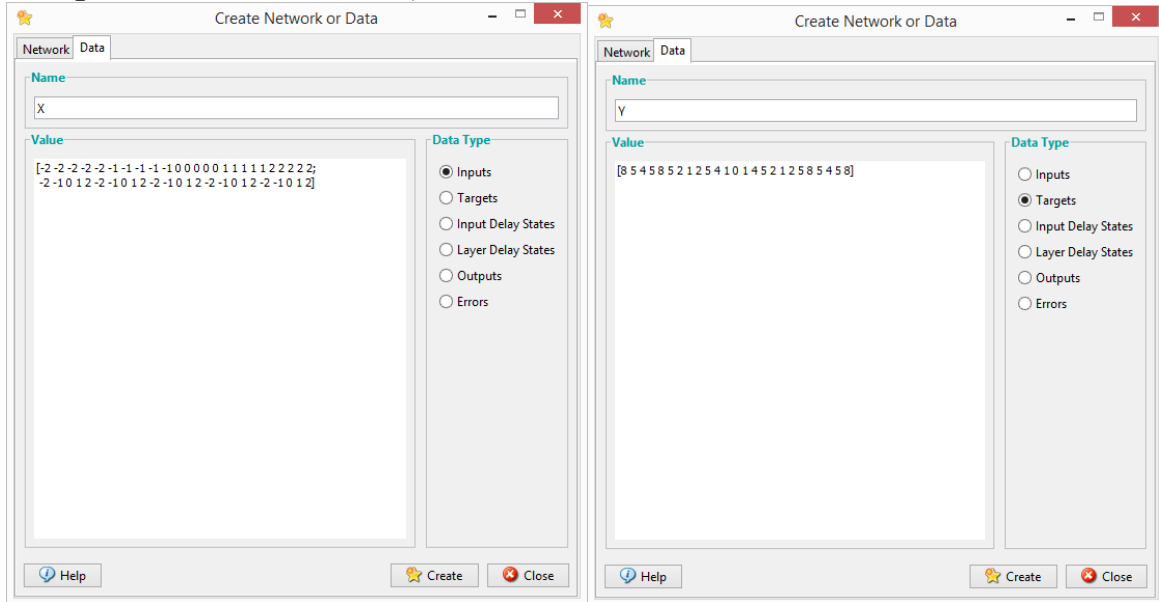 Create Network or Data
Network Data
Name
X
Value
[-2 -2 -2 -2 -2 -1 -1 -1 -1 -1 0 0 0 0 0 1 1 1 1 1 2 2 2 2 2;
-2 -1 0 1 2 -2 -1 0 1 2 -2 -1 0 1 2 -2 -1 0 1 2 -2 -1 0 1 2]
Data Type
Inputs
Targets
Input Delay States
Layer Delay States
Outputs
Errors
Help
Create
Close
Create Network or Data
Network Data
Name
Y
Value
[8 5 4 5 8 5 2 1 2 5 4 1 0 1 4 5 2 1 2 5 8 5 4 5 8]
Data Type
Inputs
Targets
Input Delay States
Layer Delay States
Outputs
Errors
Help
Create
Close